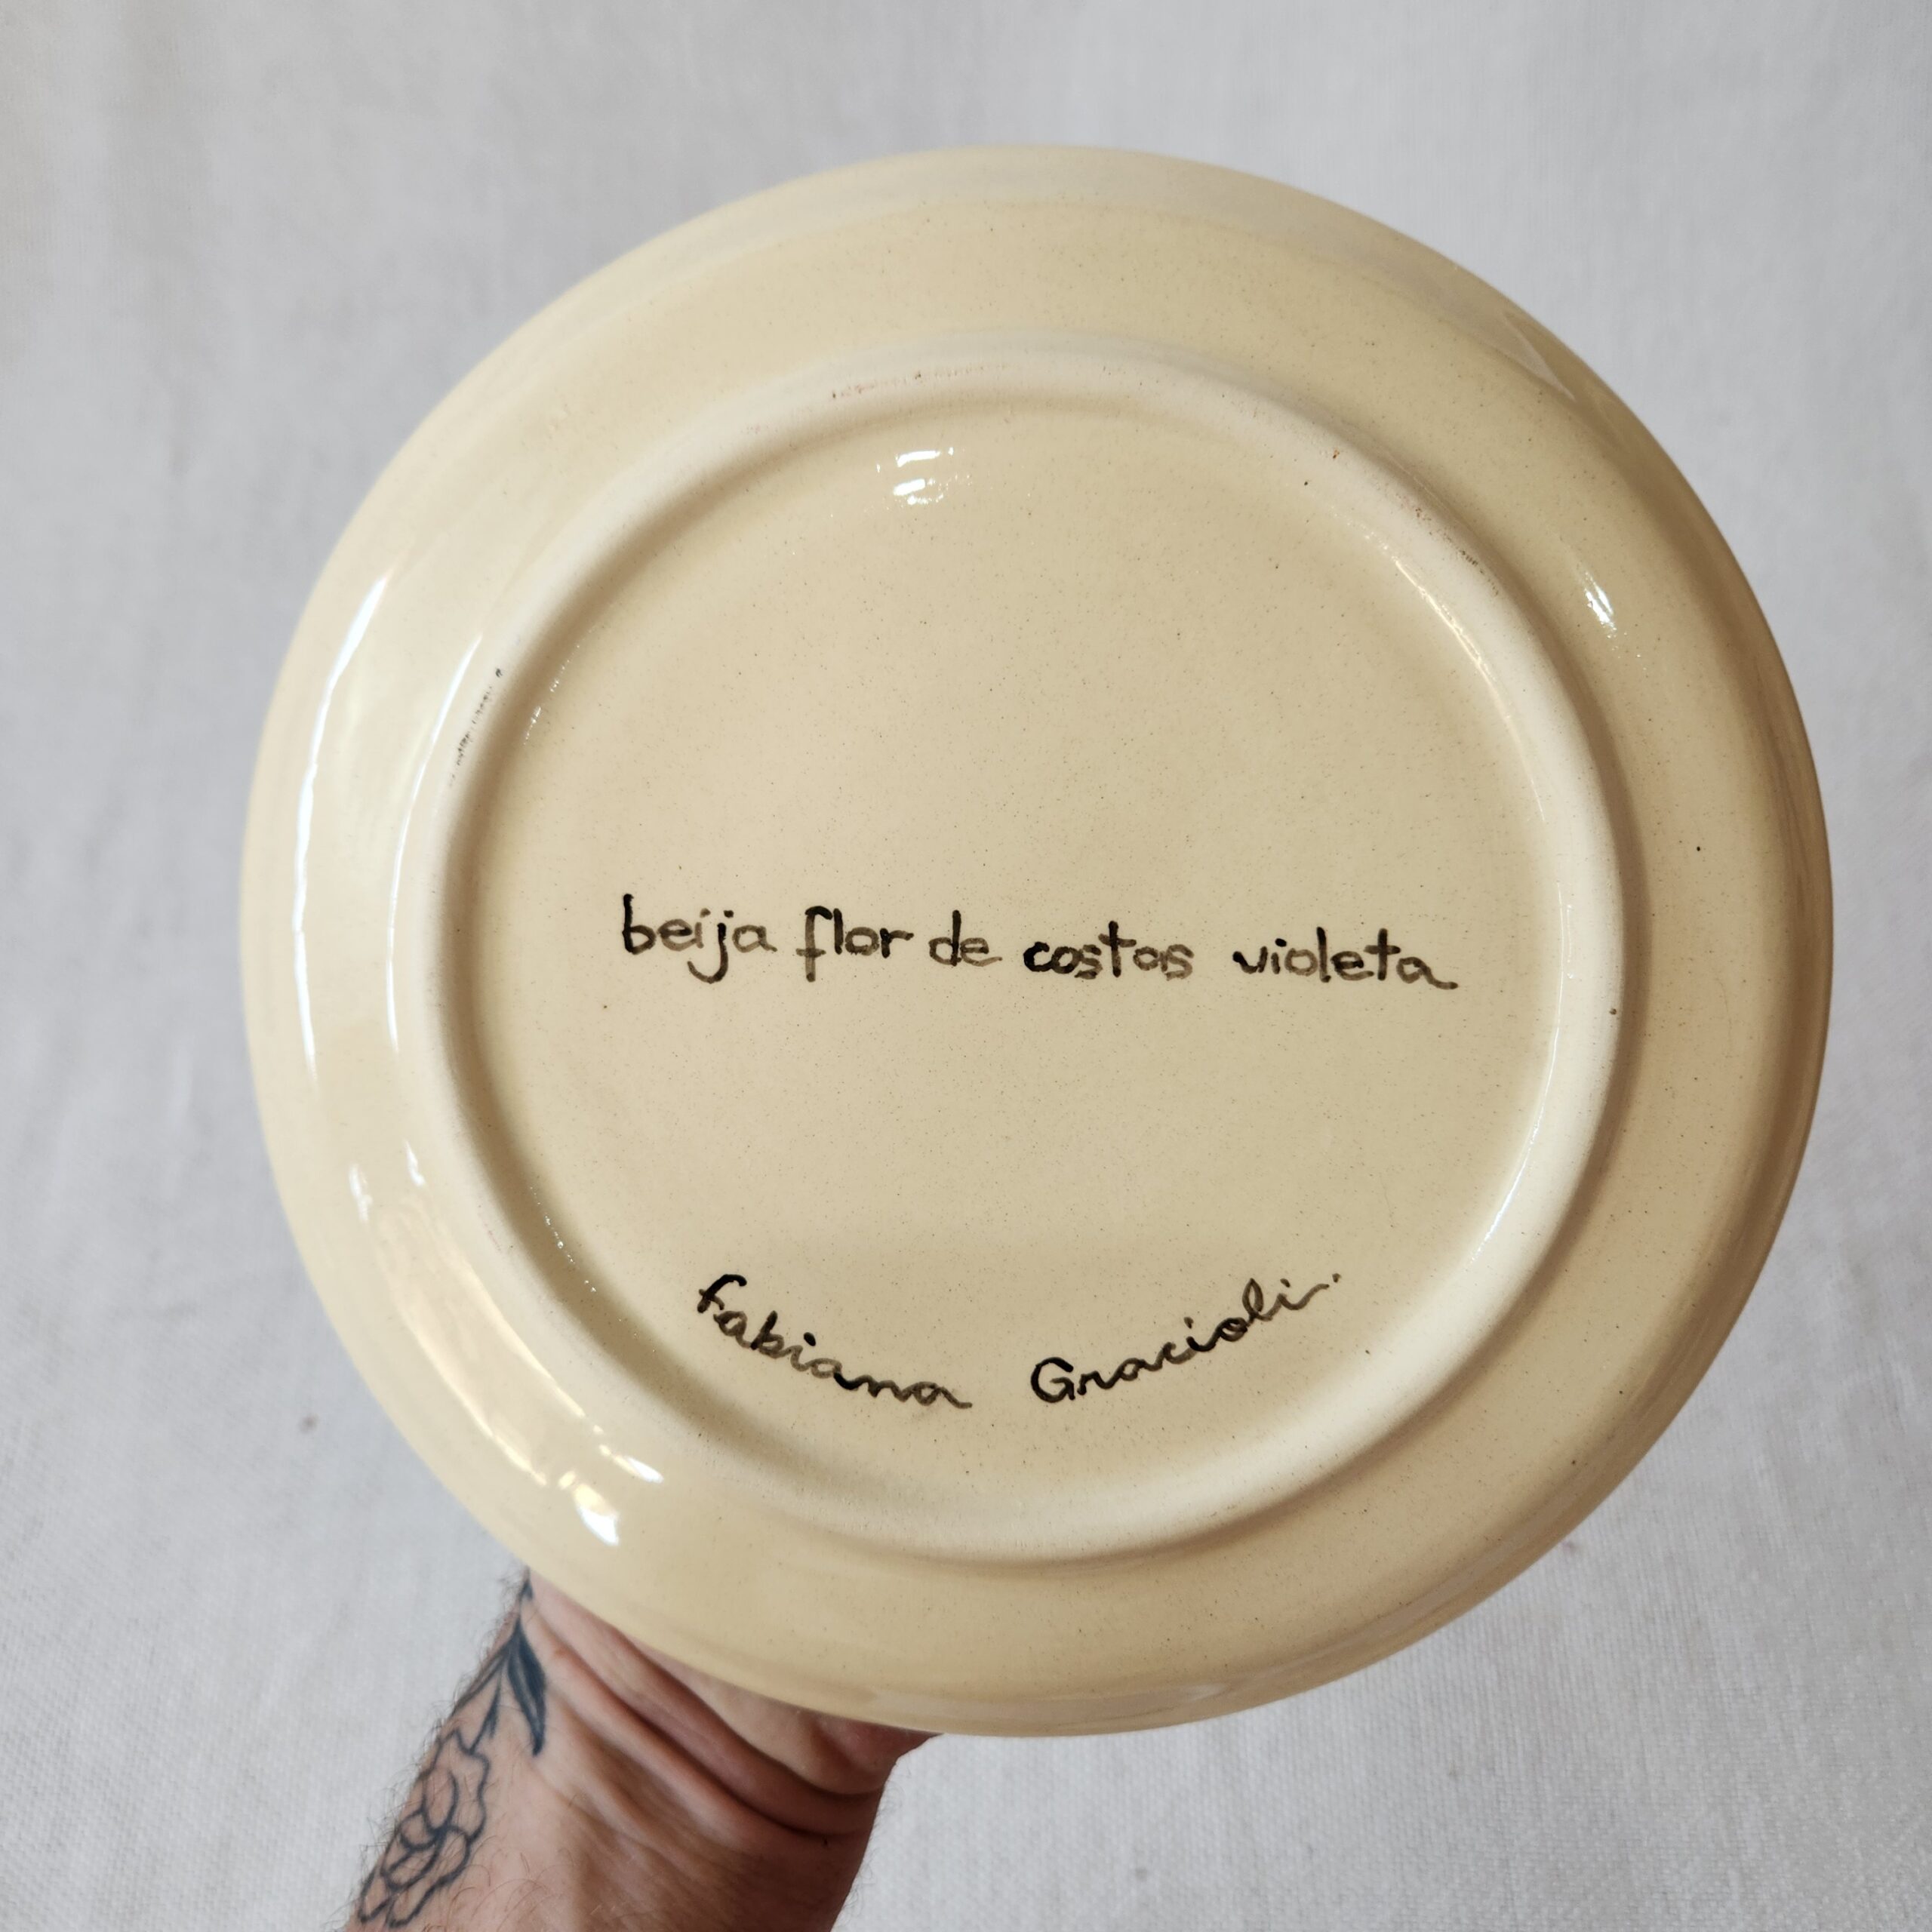 beija flor de costas violeta
Fabiana Gracioli.